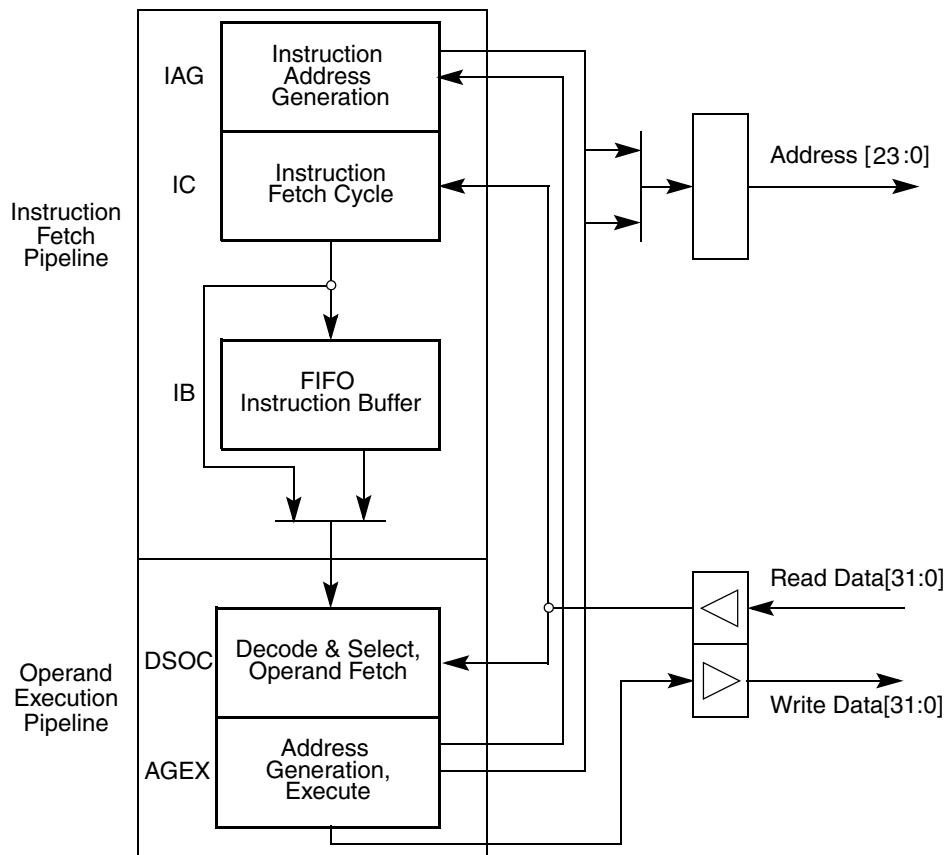 IAG
Instruction
Address
Generation
Address [23:0]
IC
Instruction
Fetch Cycle
Instruction
Fetch
Pipeline
IB
FIFO
Instruction Buffer
Read Data[31:0]
DSOC
Decode & Select,
Operand Fetch
Operand
Execution
Pipeline
Write Data[31:0]
AGEX
Address
Generation,
Execute